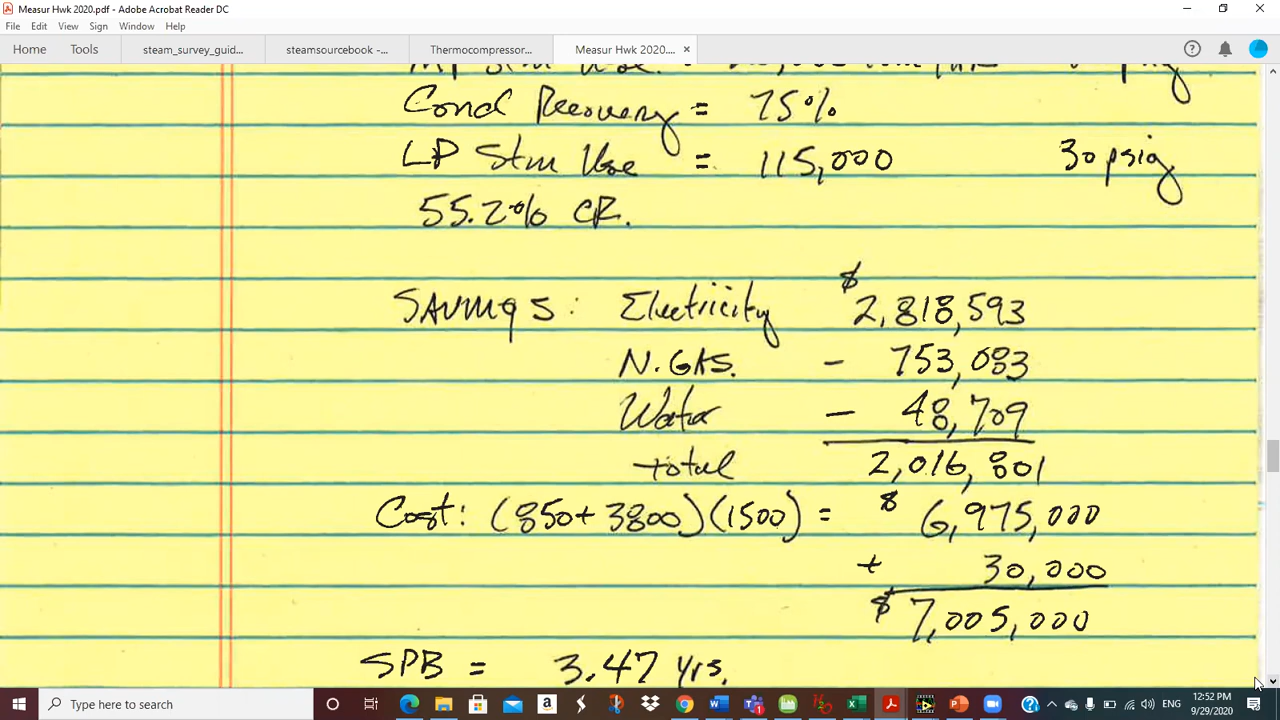 Measur Hwk 2020.pdf - Adobe Acrobat Reader DC
File Edit View Sign Window Help
Home Tools steam_survey_guid... steamsourcebook -... Thermocompressor... Measur Hwk 2020.... ×
Cond Recovery = 75%
LP Stm Use = 115,000 30 psig
55.2% CR.
SAVINGS: Electricity $ 2,818,593
N.GAS. - 753,083
Water - 48,709
total 2,016,801
Cost: (850+3800)(1500) = $ 6,975,000
+ 30,000
$ 7,005,000
SPB = 3.47 yrs.
Type here to search
ENG 12:52 PM
9/29/2020